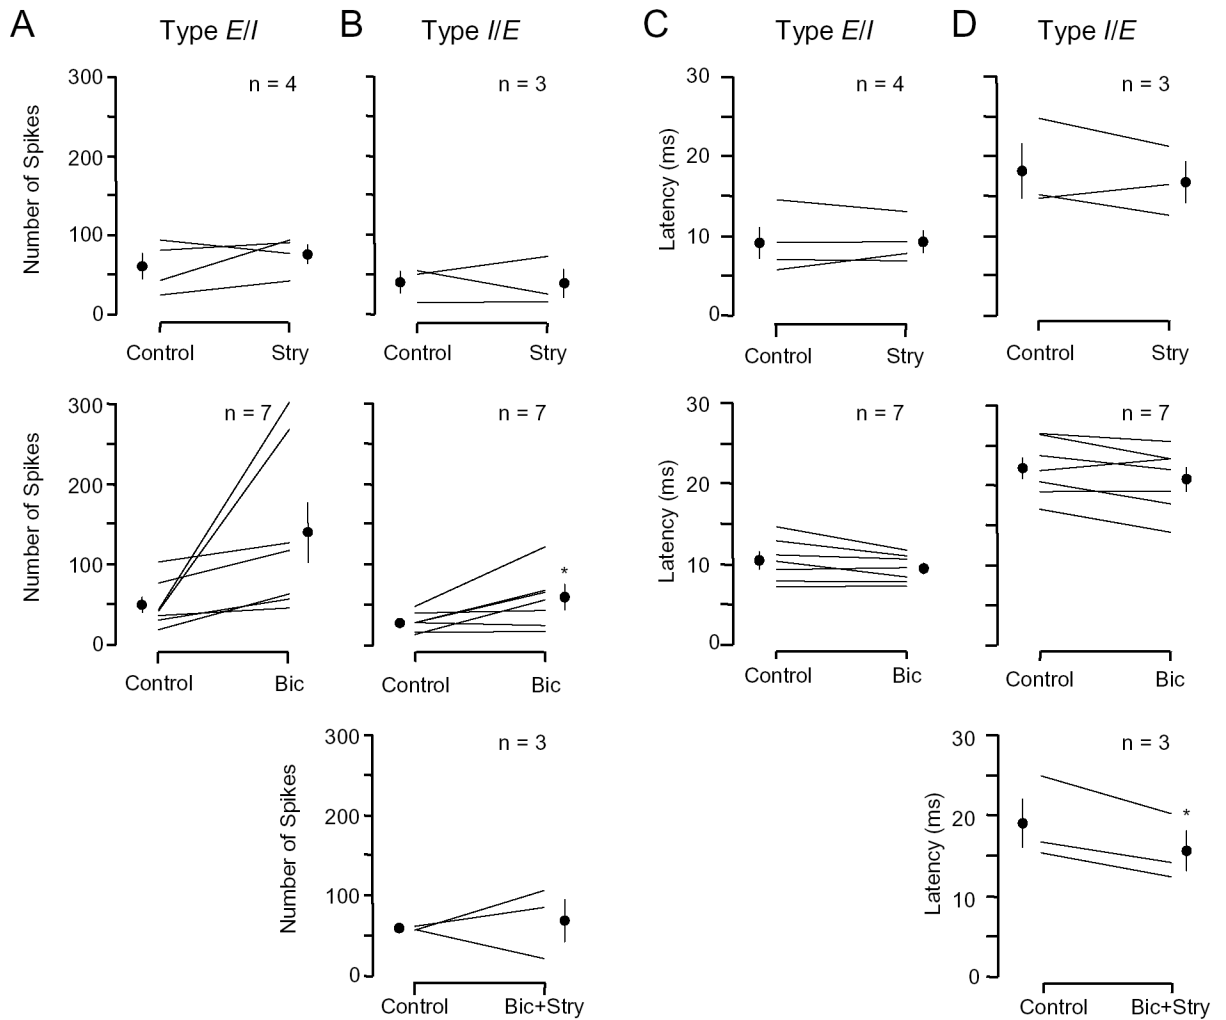 A Type E/I B Type I/E C Type E/I D Type I/E
Number of Spikes
300
200
100
0
n = 4
Control Stry
n = 3
Control Stry
Latency (ms)
30
20
10
0
n = 4
Control Stry
n = 3
Control Stry
Number of Spikes
300
200
100
0
n = 7
Control Bic
n = 7
*
Control Bic
Latency (ms)
30
20
10
0
n = 7
Control Bic
n = 7
Control Bic
Number of Spikes
300
200
100
0
n = 3
Control Bic+Stry
Latency (ms)
30
20
10
0
n = 3
*
Control Bic+Stry